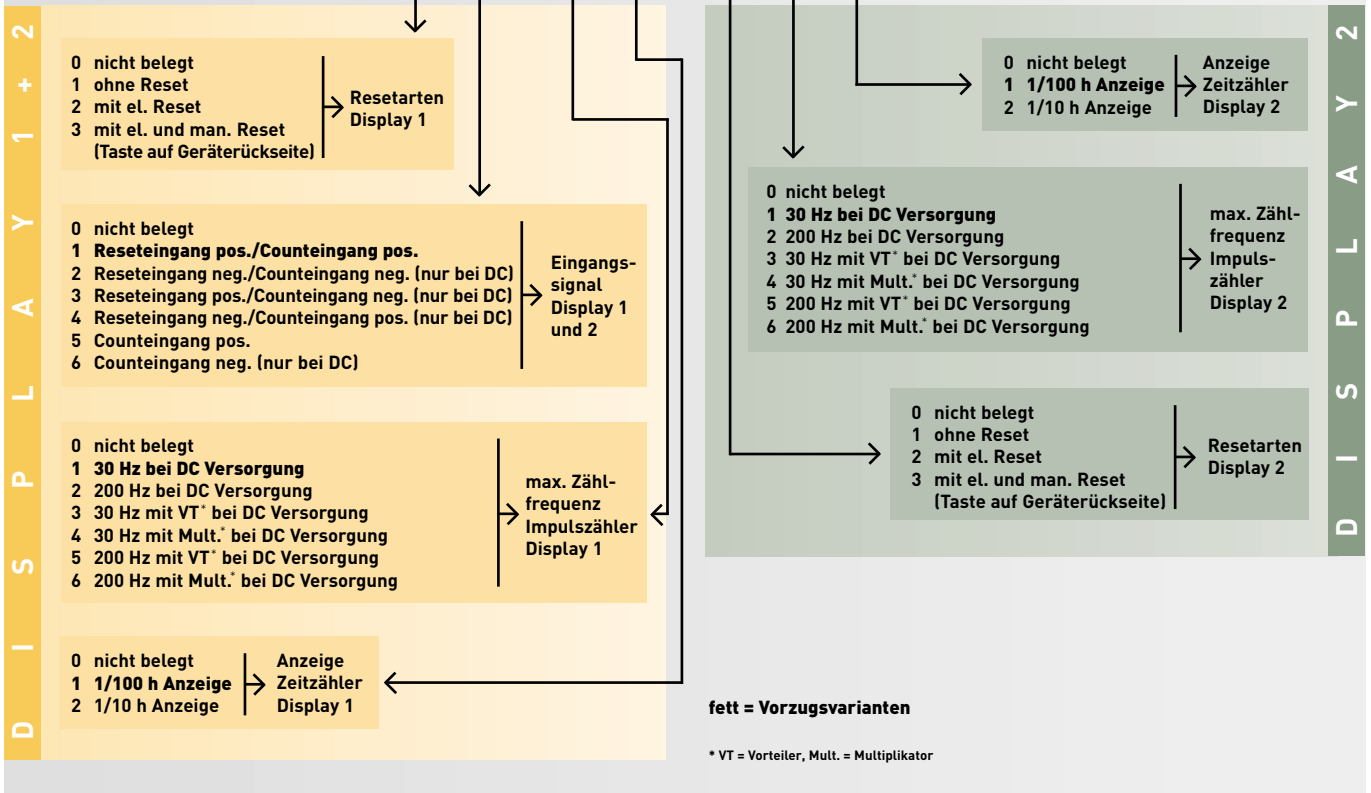 DISPLAY 1+2
0 nicht belegt
1 ohne Reset
2 mit el. Reset
3 mit el. und man. Reset
(Taste auf Geräterückseite)
Resetarten
Display 1
0 nicht belegt
1 Reseteingang pos./Counteingang pos.
2 Reseteingang neg./Counteingang neg. (nur bei DC)
3 Reseteingang pos./Counteingang neg. (nur bei DC)
4 Reseteingang neg./Counteingang pos. (nur bei DC)
5 Counteingang pos.
6 Counteingang neg. (nur bei DC)
Eingangs-
signal
Display 1
und 2
0 nicht belegt
1 30 Hz bei DC Versorgung
2 200 Hz bei DC Versorgung
3 30 Hz mit VT* bei DC Versorgung
4 30 Hz mit Mult.* bei DC Versorgung
5 200 Hz mit VT* bei DC Versorgung
6 200 Hz mit Mult.* bei DC Versorgung
max. Zähl-
frequenz
Impulszähler
Display 1
0 nicht belegt
1 1/100 h Anzeige
2 1/10 h Anzeige
Anzeige
Zeitzähler
Display 1
DISPLAY 2
0 nicht belegt
1 1/100 h Anzeige
2 1/10 h Anzeige
Anzeige
Zeitzähler
Display 2
0 nicht belegt
1 30 Hz bei DC Versorgung
2 200 Hz bei DC Versorgung
3 30 Hz mit VT* bei DC Versorgung
4 30 Hz mit Mult.* bei DC Versorgung
5 200 Hz mit VT* bei DC Versorgung
6 200 Hz mit Mult.* bei DC Versorgung
max. Zähl-
frequenz
Impuls-
zähler
Display 2
0 nicht belegt
1 ohne Reset
2 mit el. Reset
3 mit el. und man. Reset
(Taste auf Geräterückseite)
Resetarten
Display 2
fett = Vorzugsvarianten
* VT = Vorteiler, Mult. = Multiplikator